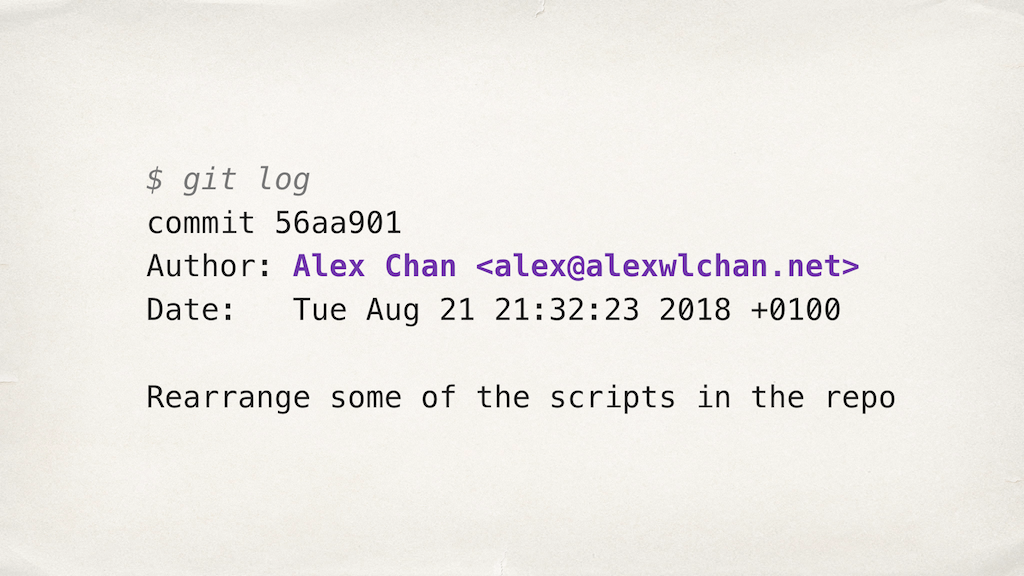 $ git log
commit 56aa901
Author: Alex Chan <alex@alexwlchan.net>
Date:   Tue Aug 21 21:32:23 2018 +0100

Rearrange some of the scripts in the repo